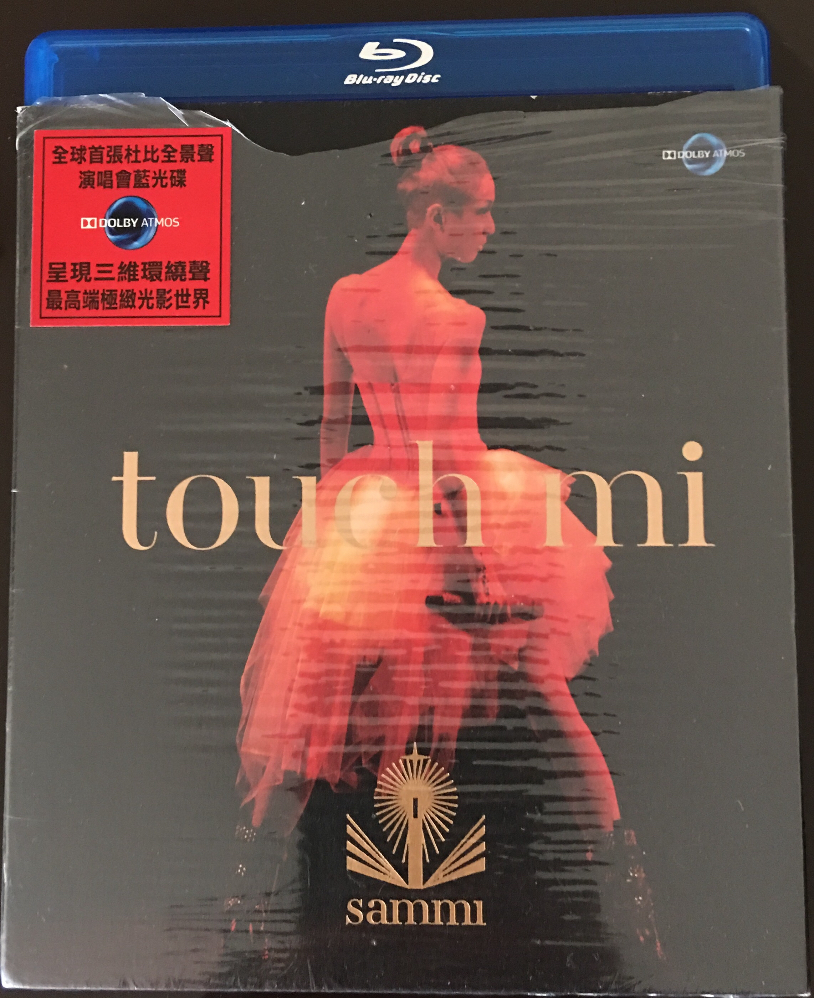 Blu-ray Disc
全球首張杜比全景聲
演唱會藍光碟
DOLBY ATMOS
呈現三維環繞聲
最高端極緻光影世界
DOLBY ATMOS
touch mi
sammi